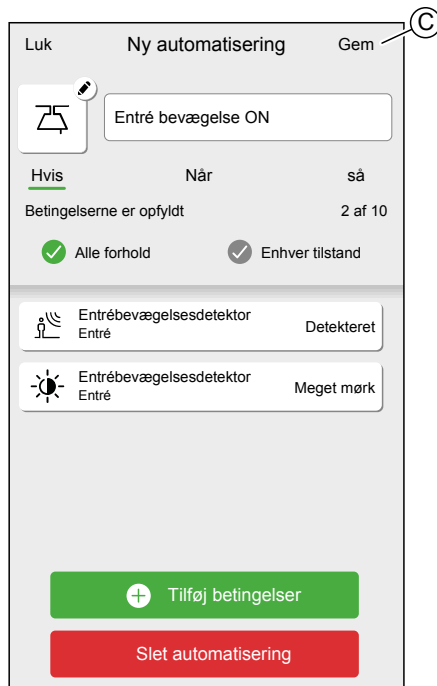 C
Luk Ny automatisering Gem
Entré bevægelse ON
Hvis Når så
Betingelserne er opfyldt 2 af 10
Alle forhold Enhver tilstand
Entrébevægelsesdetektor
Entré
Detekteret
Entrébevægelsesdetektor
Entré
Meget mørk
Tilføj betingelser
Slet automatisering